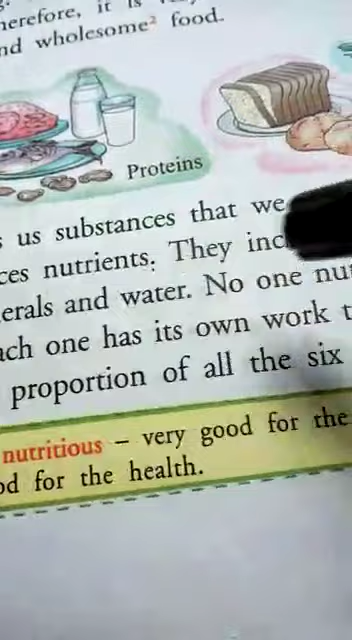 herefore, it is
nd wholesome² food.
Proteins
s us substances that we
ces nutrients. They inc
erals and water. No one nut
ach one has its own work t
proportion of all the six
nutritious – very good for the
od for the health.